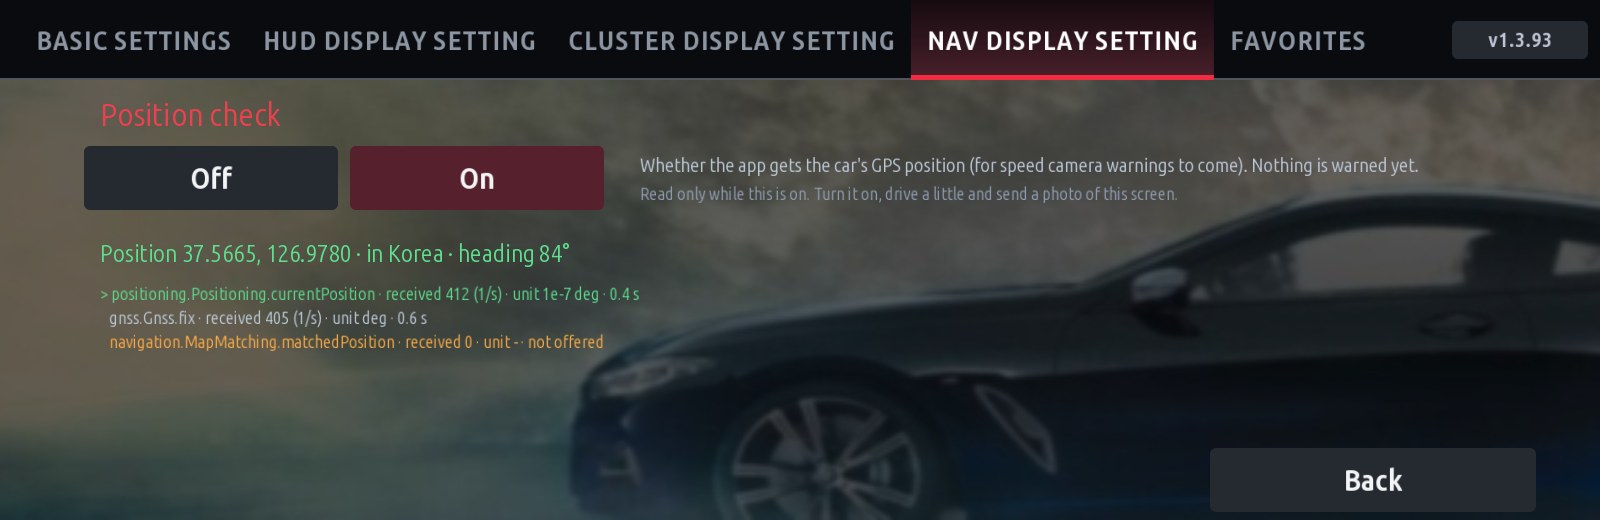 BASIC SETTINGS HUD DISPLAY SETTING CLUSTER DISPLAY SETTING NAV DISPLAY SETTING FAVORITES v1.3.93
Position check
Off On
Whether the app gets the car's GPS position (for speed camera warnings to come). Nothing is warned yet.
Read only while this is on. Turn it on, drive a little and send a photo of this screen.
Position 37.5665, 126.9780 · in Korea · heading 84°
> positioning.Positioning.currentPosition · received 412 (1/s) · unit 1e-7 deg · 0.4 s
gnss.Gnss.fix · received 405 (1/s) · unit deg · 0.6 s
navigation.MapMatching.matchedPosition · received 0 · unit - · not offered
Back